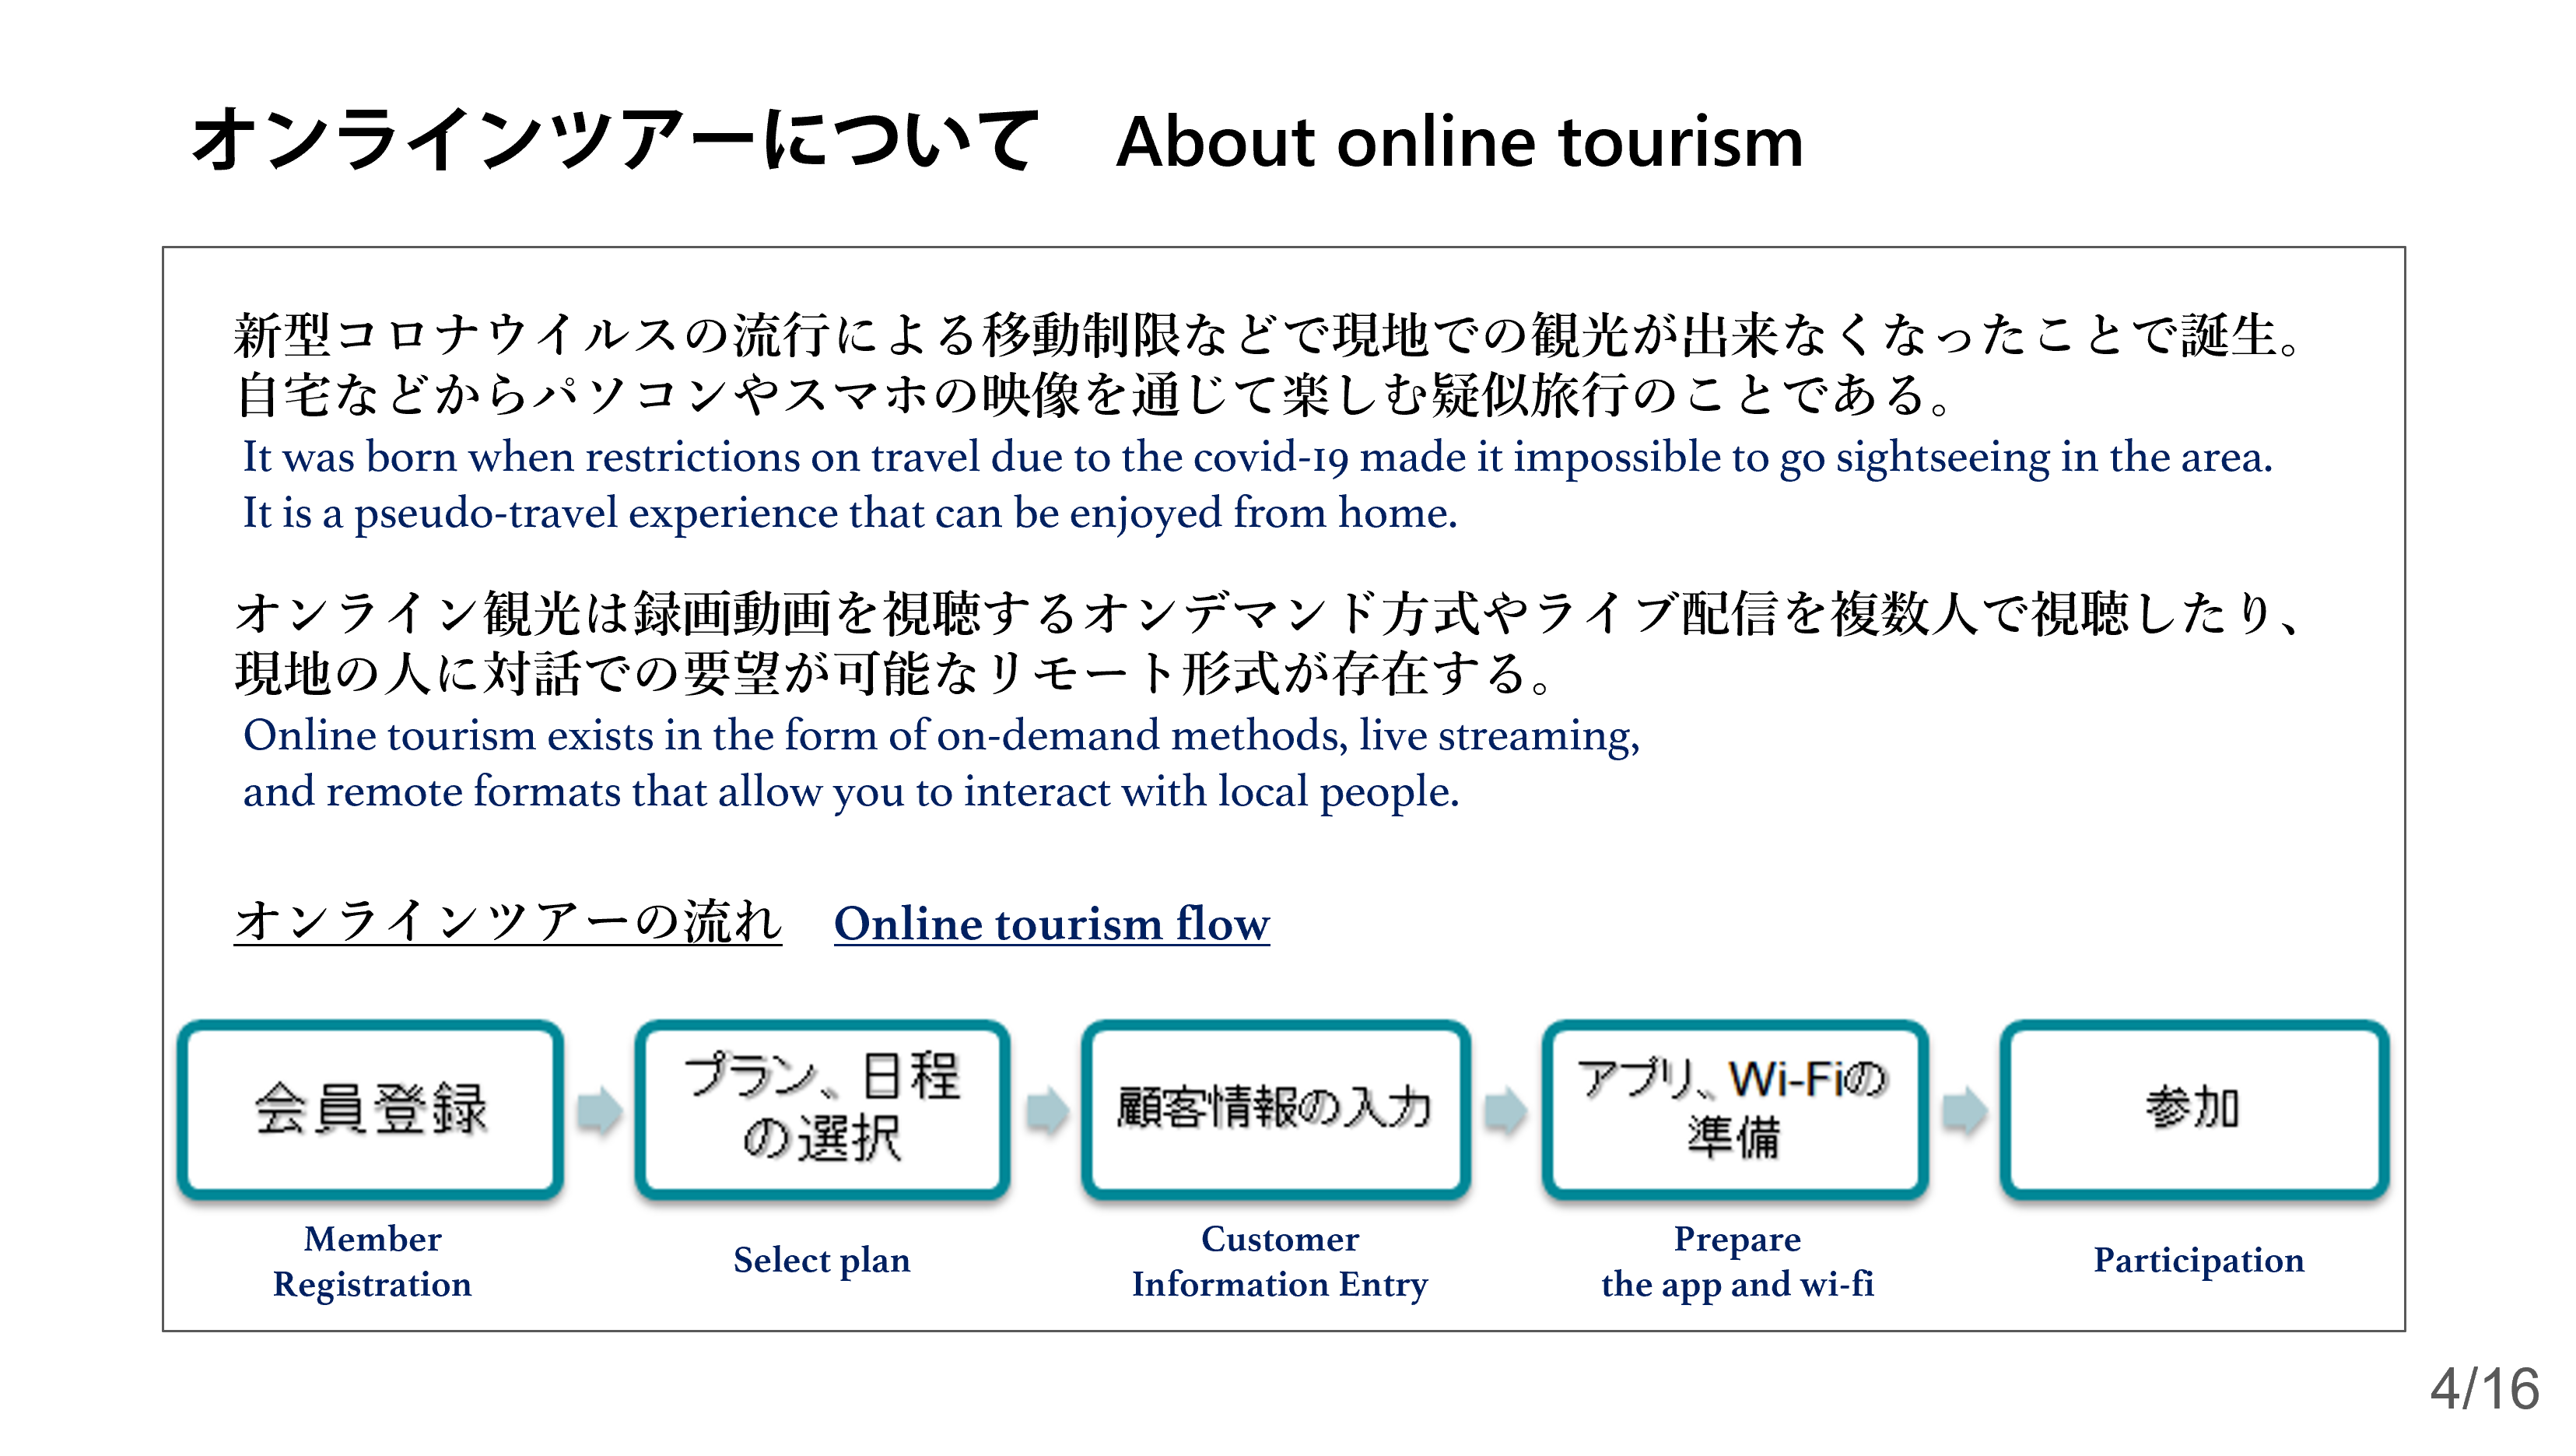 オンラインツアーについて　About online tourism
新型コロナウイルスの流行による移動制限などで現地での観光が出来なくなったことで誕生。
自宅などからパソコンやスマホの映像を通じて楽しむ疑似旅行のことである。
It was born when restrictions on travel due to the covid-19 made it impossible to go sightseeing in the area.
It is a pseudo-travel experience that can be enjoyed from home.
オンライン観光は録画動画を視聴するオンデマンド方式やライブ配信を複数人で視聴したり、
現地の人に対話での要望が可能なリモート形式が存在する。
Online tourism exists in the form of on-demand methods, live streaming,
and remote formats that allow you to interact with local people.
オンラインツアーの流れ　Online tourism flow
会員登録
Member
Registration
プラン、日程
の選択
Select plan
顧客情報の入力
Customer
Information Entry
アプリ、Wi-Fiの
準備
Prepare
the app and wi-fi
参加
Participation
4/16